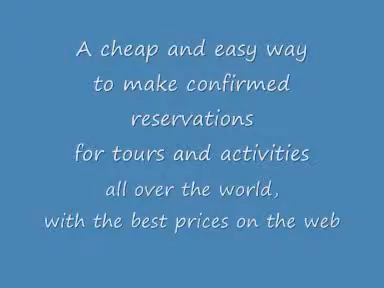 A cheap and easy way
to make confirmed
reservations
for tours and activities
all over the world,
with the best prices on the web